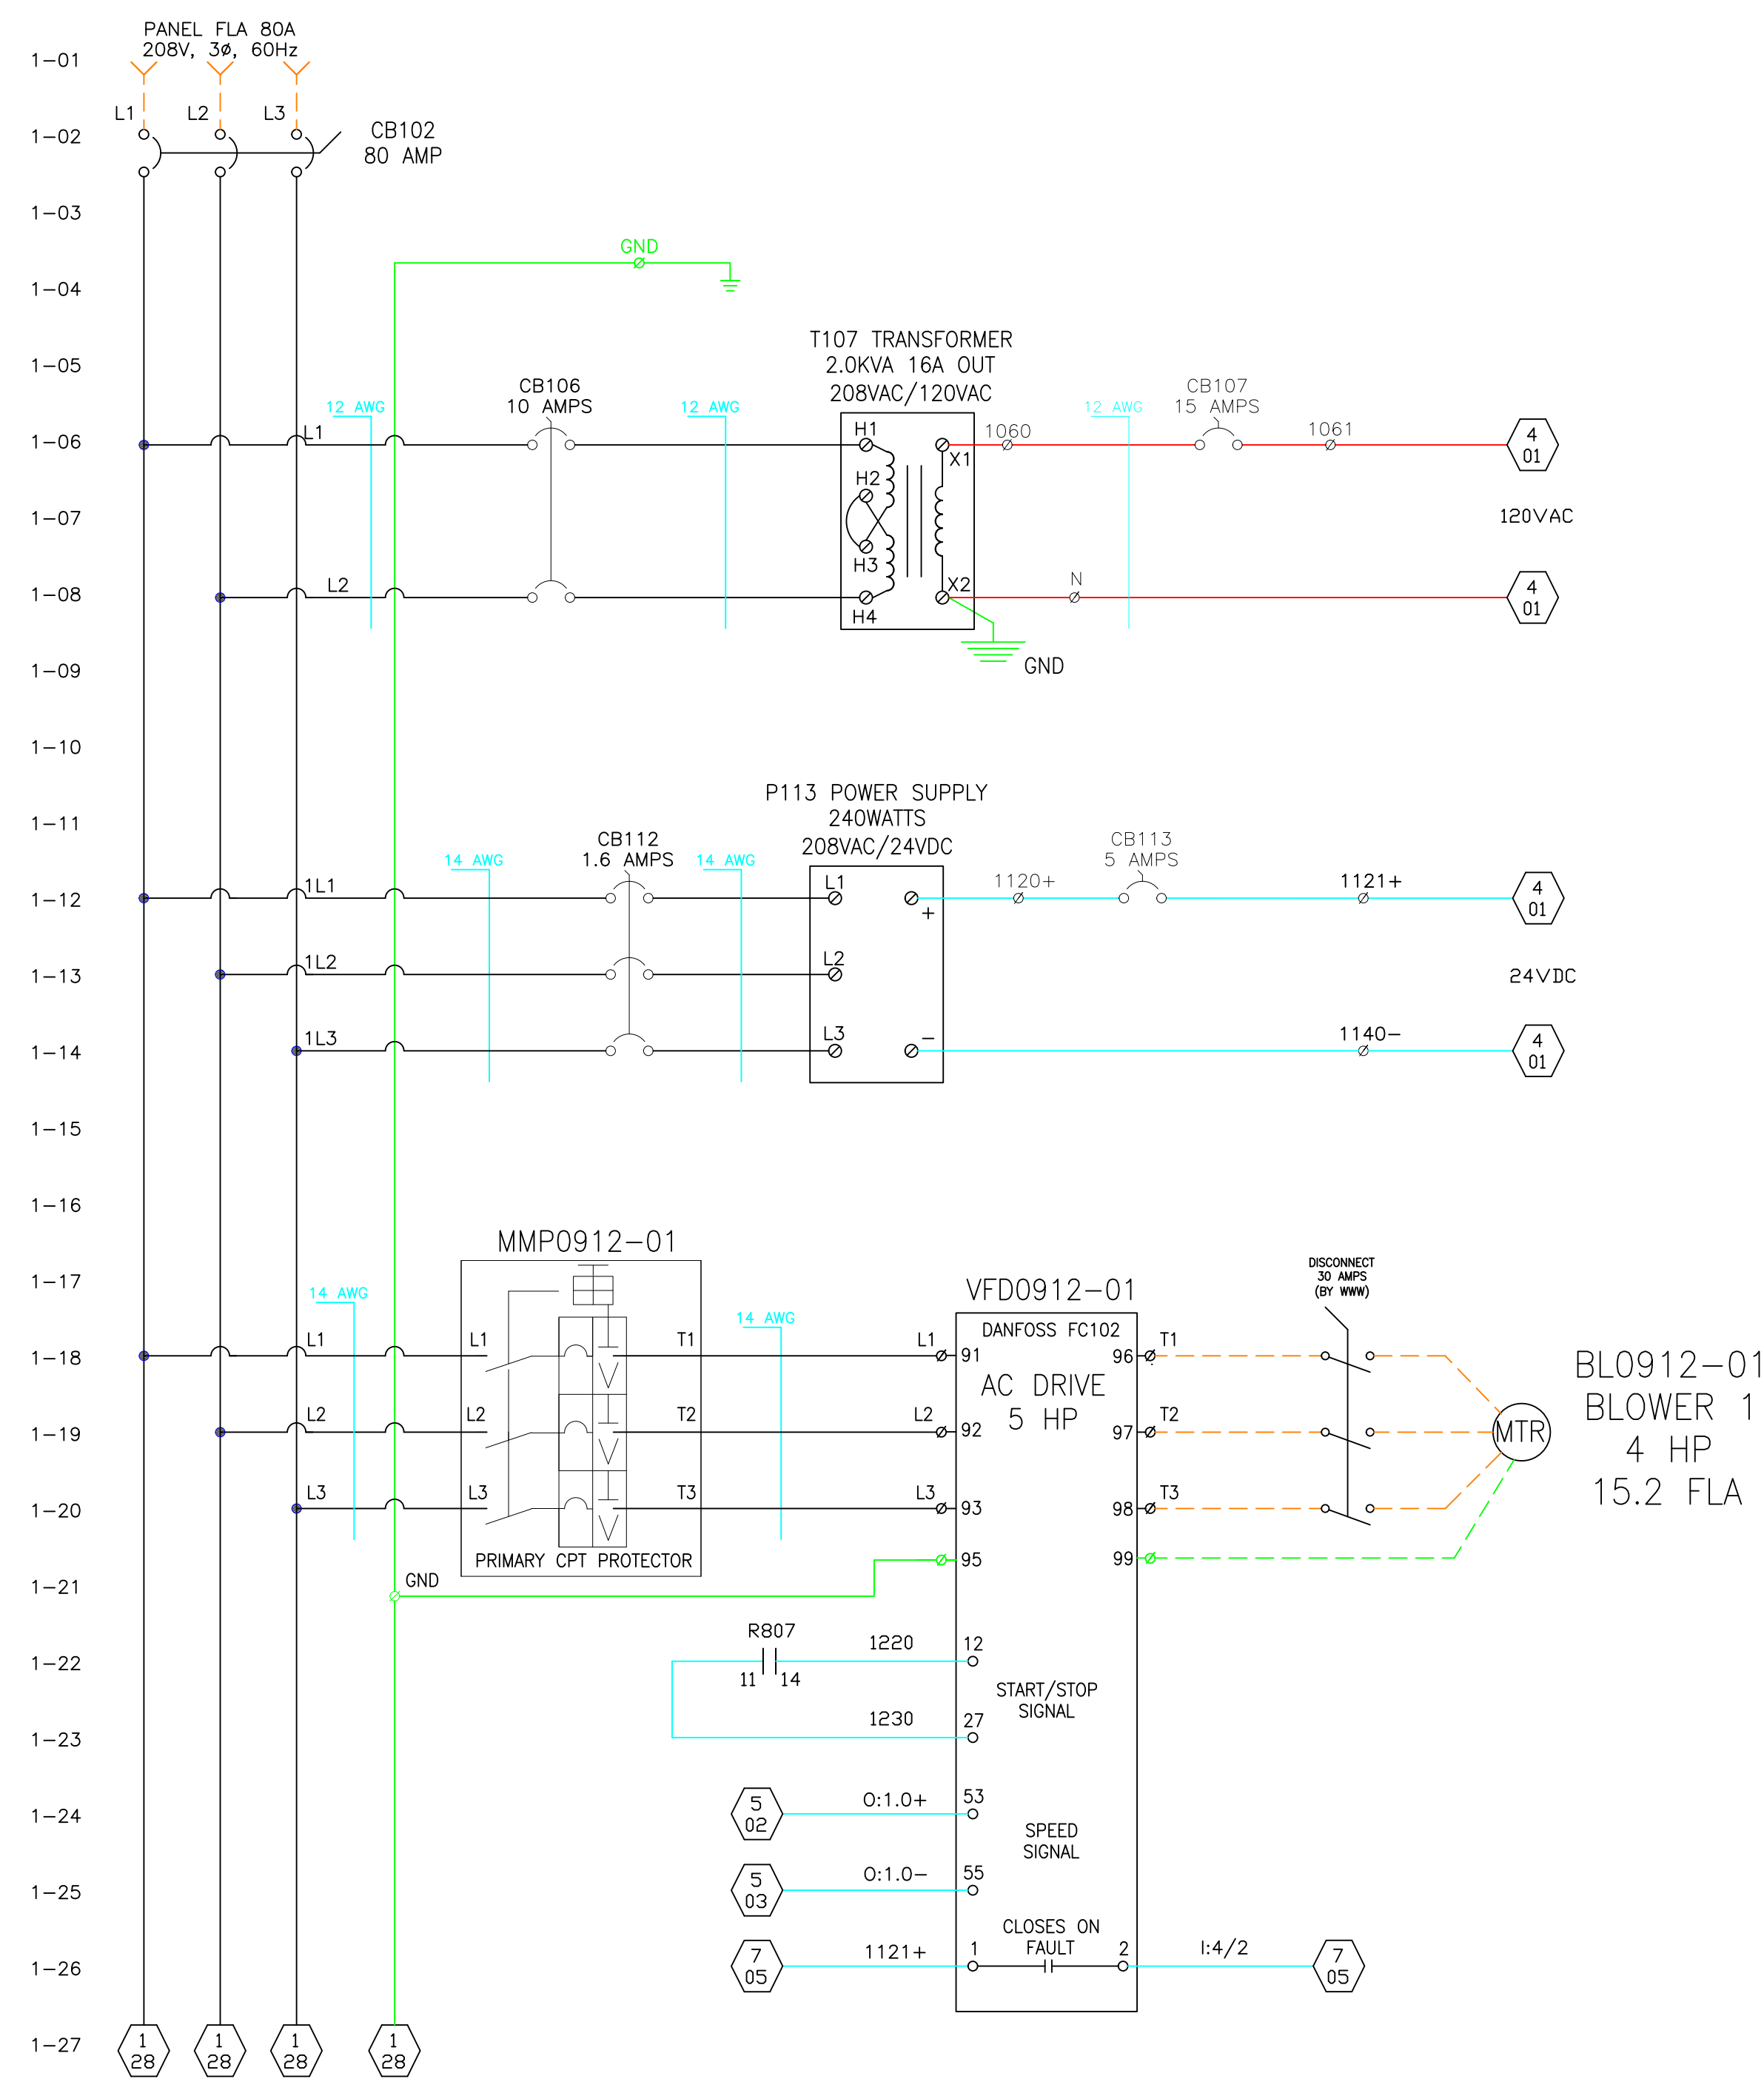 PANEL FLA 80A
208V, 3Ø, 60Hz
1-01
L1 L2 L3
1-02
CB102
80 AMP
1-03
GND
1-04
T107 TRANSFORMER
2.0KVA 16A OUT
208VAC/120VAC
1-05
12 AWG
CB106
10 AMPS
12 AWG
12 AWG
CB107
15 AMPS
1-06
L1
H1
X1
1060
1061
4
01
H2
1-07
120VAC
H3
1-08
L2
H4
X2
N
4
01
GND
1-09
1-10
P113 POWER SUPPLY
240WATTS
208VAC/24VDC
1-11
14 AWG
CB112
1.6 AMPS
14 AWG
CB113
5 AMPS
1-12
1L1
L1
+
1120+
1121+
4
01
1-13
1L2
L2
24VDC
1-14
1L3
L3
-
1140-
4
01
1-15
1-16
MMP0912-01
1-17
14 AWG
14 AWG
VFD0912-01
DISCONNECT
30 AMPS
(BY WWW)
DANFOSS FC102
1-18
L1 L1 T1 L1 91 96 T1
AC DRIVE
5 HP
BL0912-01
BLOWER 1
4 HP
15.2 FLA
1-19
L2 L2 T2 L2 92 97 T2
MTR
1-20
L3 L3 T3 L3 93 98 T3
PRIMARY CPT PROTECTOR
95 99
1-21
GND
1-22
R807
11 14
1220
12
START/STOP
SIGNAL
1-23
1230
27
1-24
5
02
O:1.0+
53
SPEED
SIGNAL
1-25
5
03
O:1.0-
55
CLOSES ON
FAULT
1-26
7
05
1121+
1 2
I:4/2
7
05
1-27
1
28
1
28
1
28
1
28